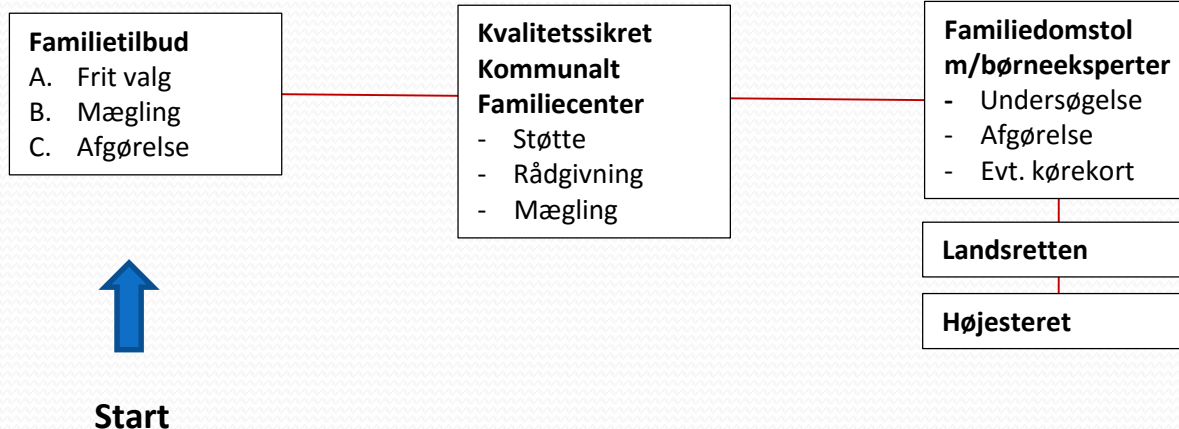 Familietilbud
A. Frit valg
B. Mægling
C. Afgørelse
Start
Kvalitetssikret
Kommunalt
Familiecenter
- Støtte
- Rådgivning
- Mægling
Familiedomstol
m/børneeksperter
- Undersøgelse
- Afgørelse
- Evt. kørekort
Landsretten
Højesteret